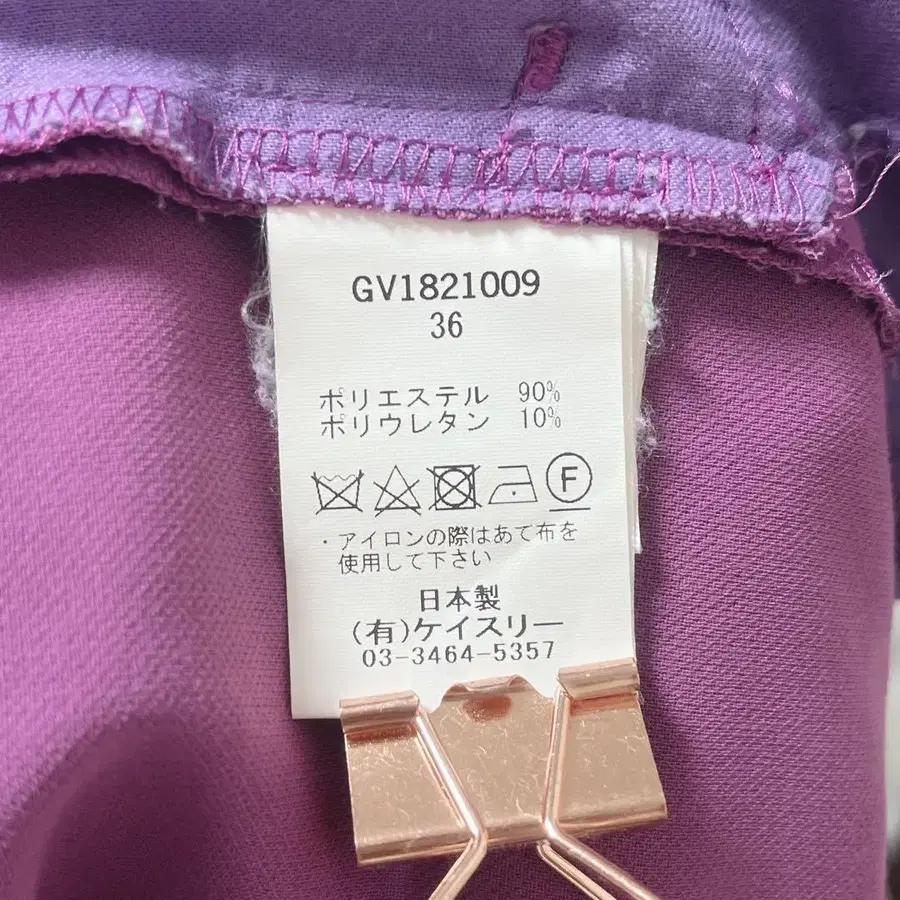 GV1821009
36
ポリエステル 90%
ポリウレタン 10%
F
・アイロンの際はあて布を
使用して下さい
日本製
(有)ケイスリー
03-3464-5357